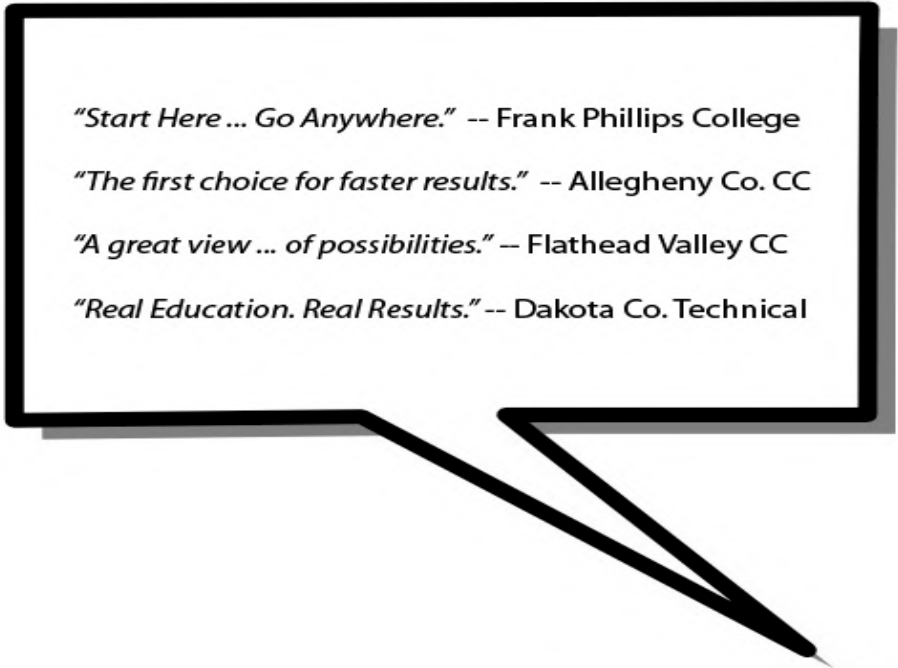 “Start Here ... Go Anywhere.” -- Frank Phillips College
“The first choice for faster results.” -- Allegheny Co. CC
“A great view ... of possibilities.” -- Flathead Valley CC
“Real Education. Real Results.” -- Dakota Co. Technical